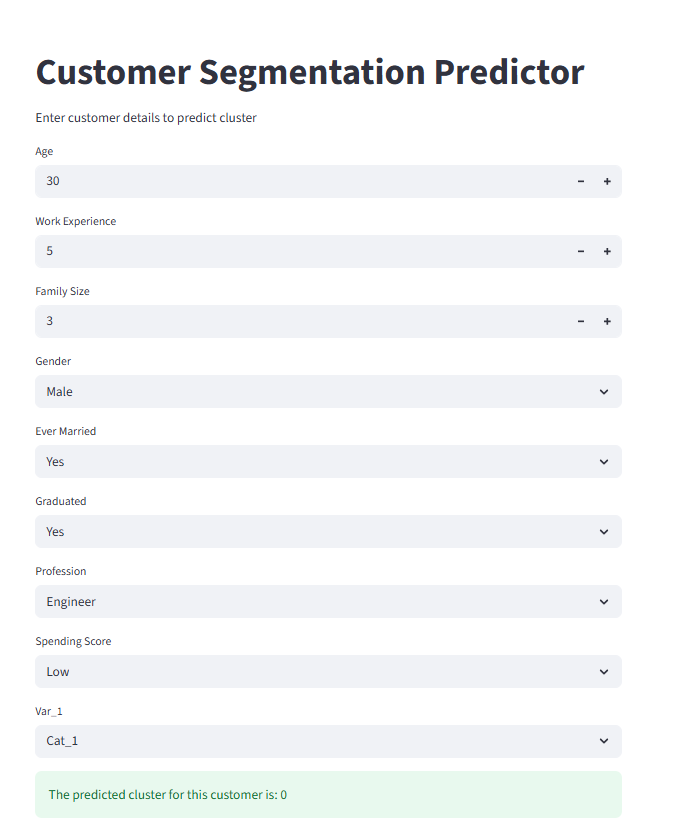 Customer Segmentation Predictor
Enter customer details to predict cluster
Age
30
Work Experience
5
Family Size
3
Gender
Male
Ever Married
Yes
Graduated
Yes
Profession
Engineer
Spending Score
Low
Var_1
Cat_1
The predicted cluster for this customer is: 0